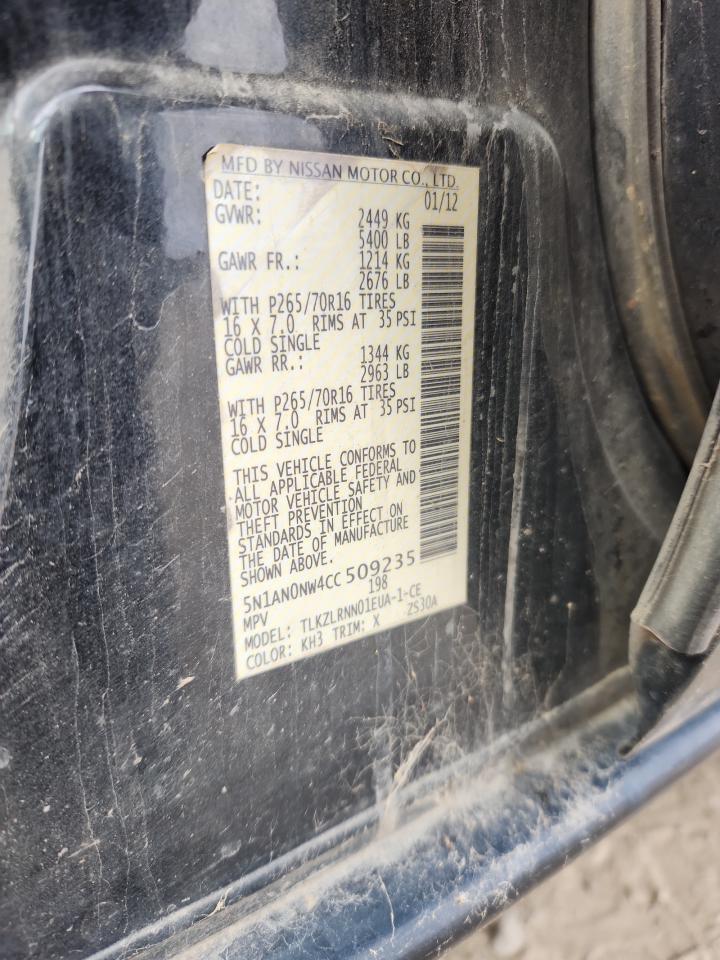 MFD BY NISSAN MOTOR CO., LTD.
DATE: 01/12
GVWR: 2449 KG
5400 LB
GAWR FR.: 1214 KG
2676 LB
WITH P265/70R16 TIRES
16 X 7.0 RIMS AT 35 PSI
COLD SINGLE
GAWR RR.: 1344 KG
2963 LB
WITH P265/70R16 TIRES
16 X 7.0 RIMS AT 35 PSI
COLD SINGLE
THIS VEHICLE CONFORMS TO
ALL APPLICABLE FEDERAL
MOTOR VEHICLE SAFETY AND
THEFT PREVENTION
STANDARDS IN EFFECT ON
THE DATE OF MANUFACTURE
SHOWN ABOVE.
5N1AN0NW4CC 509235
MPV 198
MODEL: TLKZLRNN01EUA-1-CE
COLOR: KH3 TRIM: X ZS30A